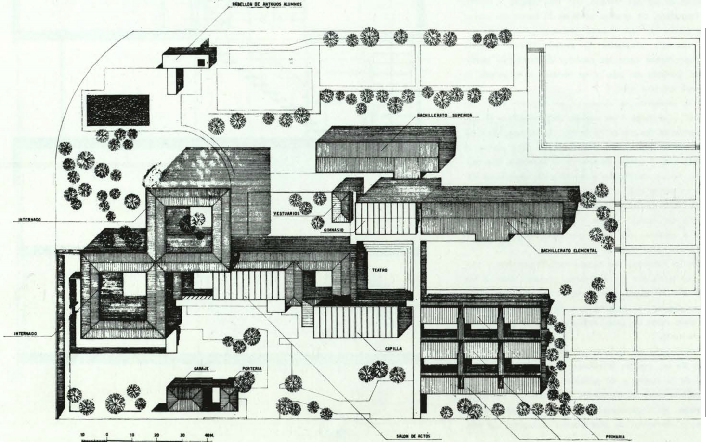 PABELLON DE ANTIGUOS ALUMNOS
BACHILLERATO SUPERIOR
INTERNADO
VESTUARIOS
GIMNASIO
BACHILLERATO ELEMENTAL
TEATRO
INTERNADO
CAPILLA
GARAJE
PORTERIA
SALON DE ACTOS
PRIMARIA
10 0 10 20 30 40M.